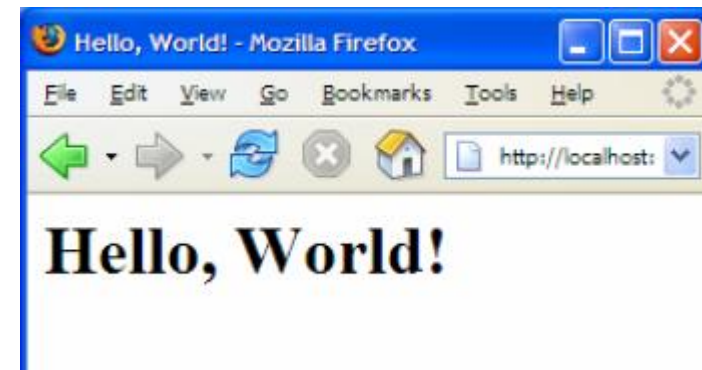 Hello, World! - Mozilla Firefox
File Edit View Go Bookmarks Tools Help
http://localhost:
Hello, World!